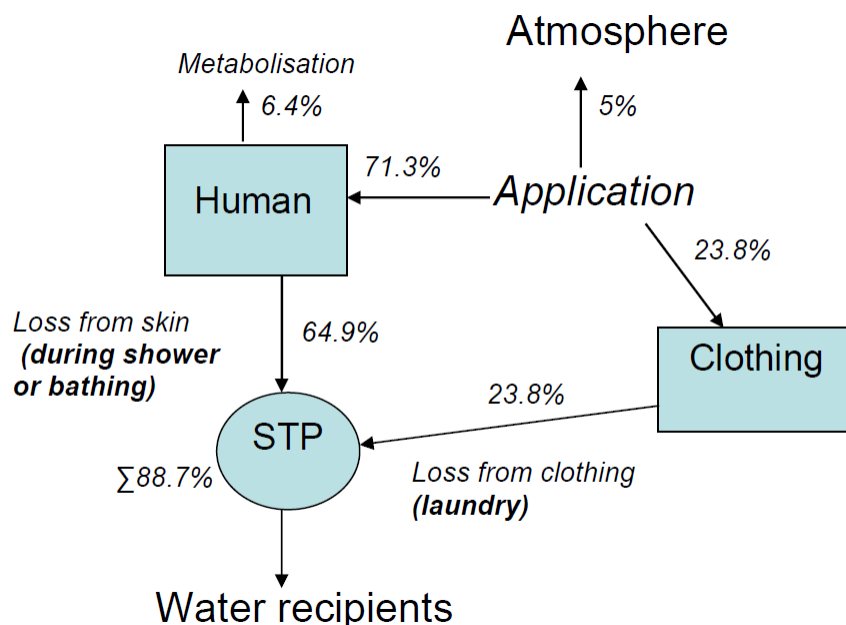 Atmosphere
Metabolisation
6.4%
5%
71.3%
Human
Application
23.8%
Loss from skin
(during shower
or bathing)
64.9%
Clothing
23.8%
STP
∑88.7%
Loss from clothing
(laundry)
Water recipients